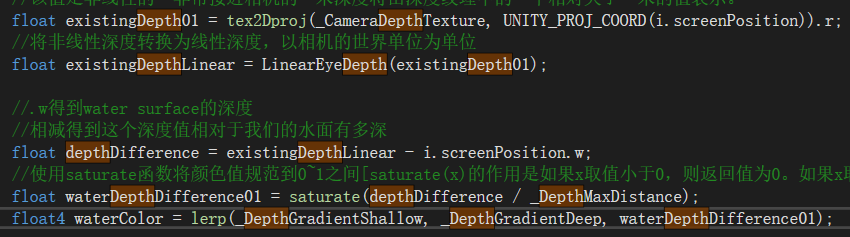 float existingDepth01 = tex2Dproj(_CameraDepthTexture, UNITY_PROJ_COORD(i.screenPosition)).r;
//将非线性深度转换为线性深度，以相机的世界单位为单位
float existingDepthLinear = LinearEyeDepth(existingDepth01);
//.w得到water surface的深度
//相减得到这个深度值相对于我们的水面有多深
float depthDifference = existingDepthLinear - i.screenPosition.w;
//使用saturate函数将颜色值规范到0~1之间[saturate(x)的作用是如果x取值小于0，则返回值为0。如果x取
float waterDepthDifference01 = saturate(depthDifference / _DepthMaxDistance);
float4 waterColor = lerp(_DepthGradientShallow, _DepthGradientDeep, waterDepthDifference01);